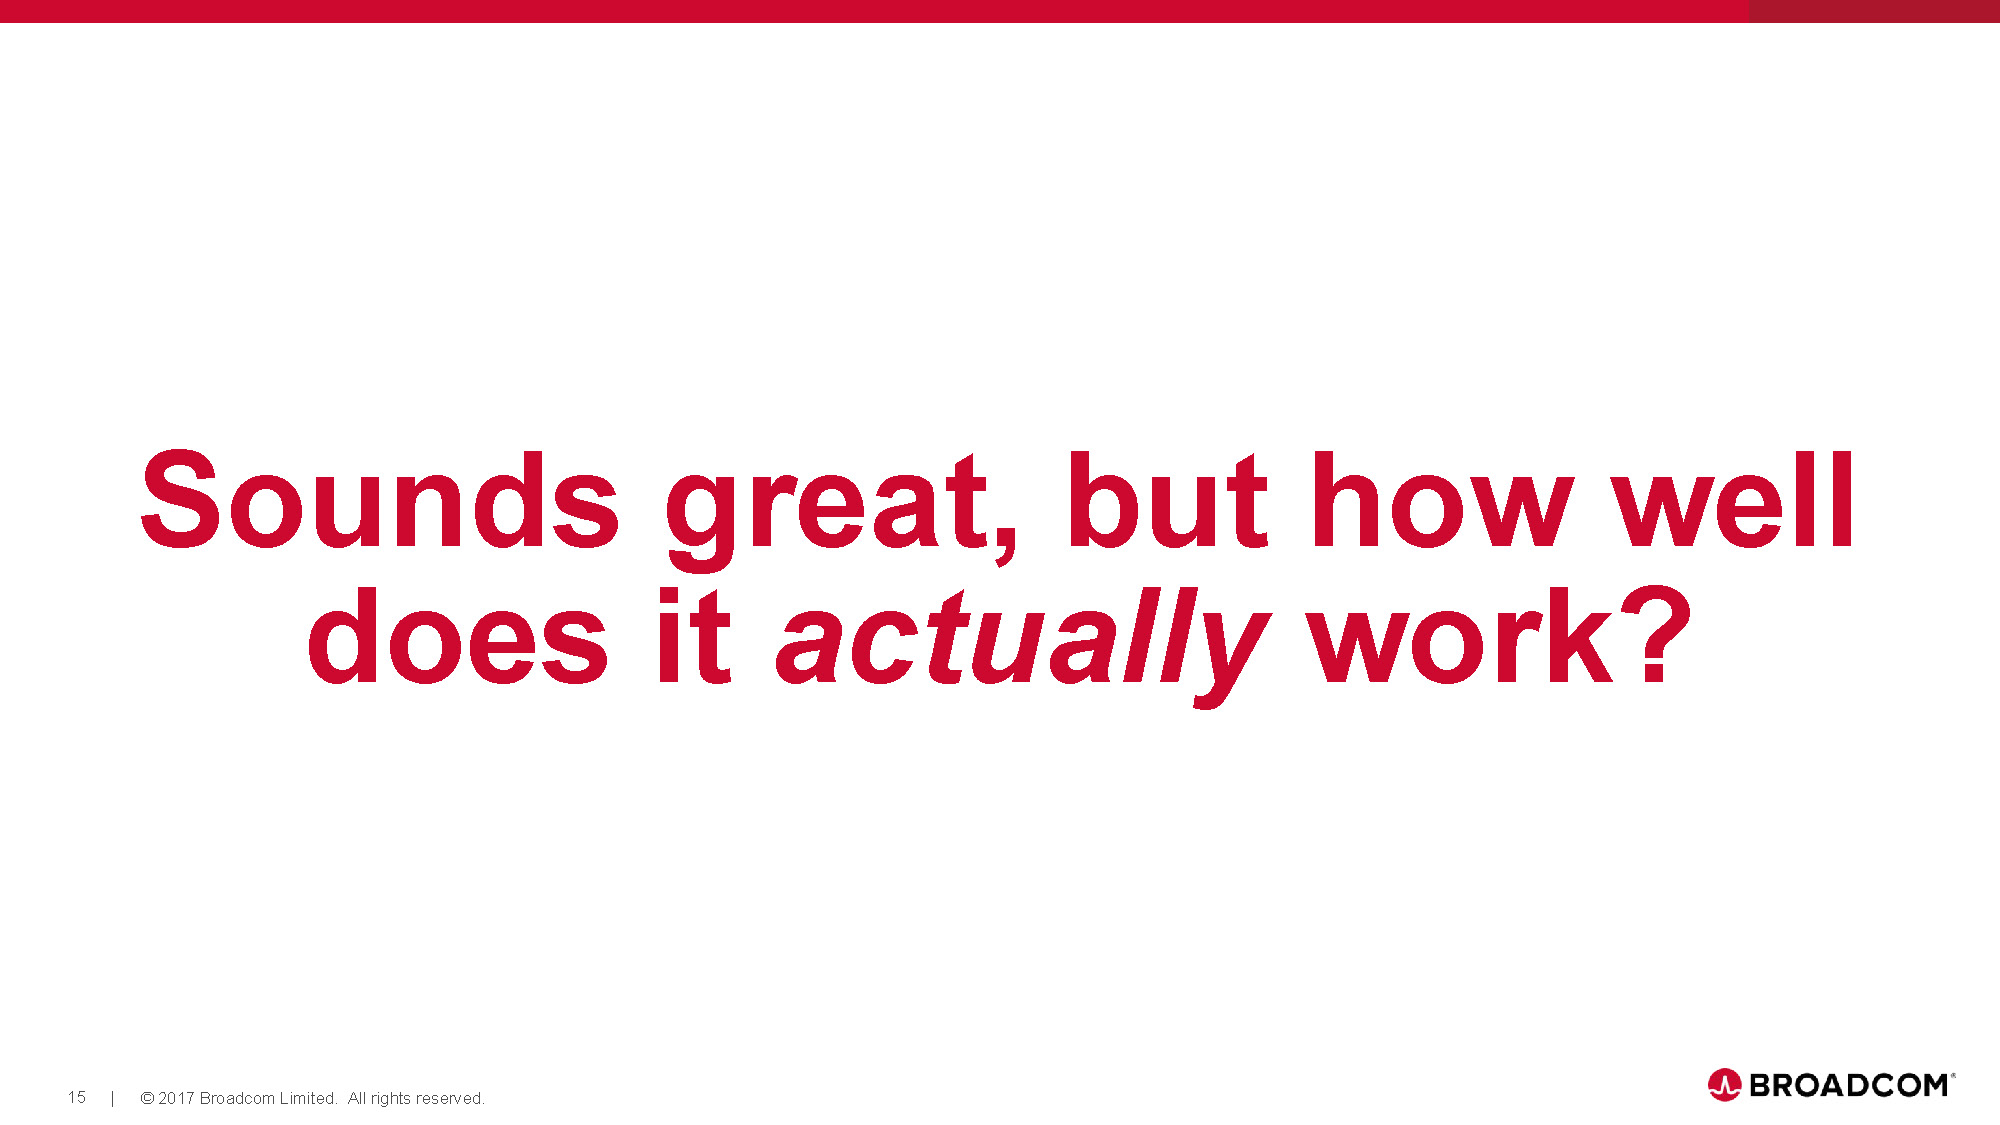 Sounds great, but how well
does it actually work?
15 | © 2017 Broadcom Limited. All rights reserved.
BROADCOM®